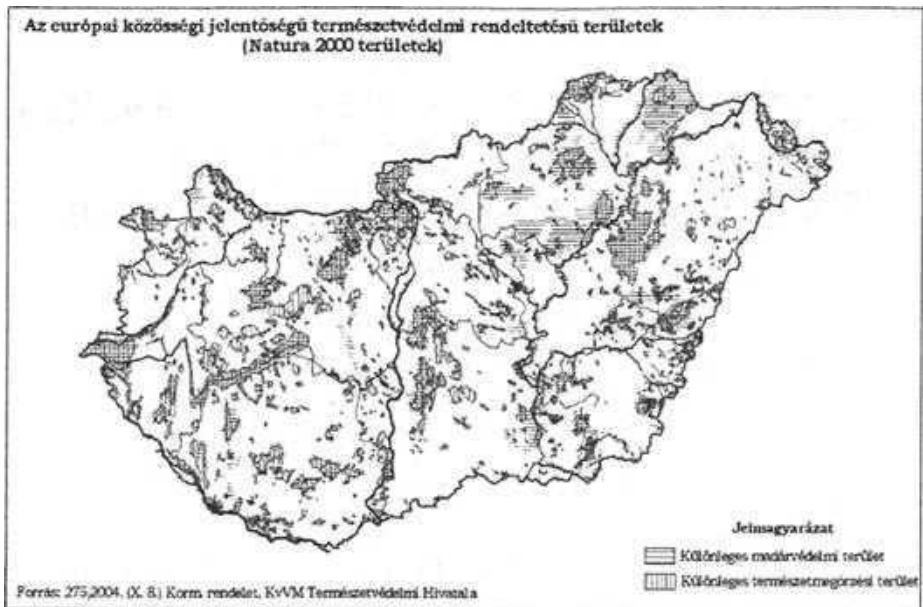 Az európai közösségi jelentőségű természetvédelmi rendeltetésű területek
(Natura 2000 területek)
Jelmagyarázat
Különleges madárvédelmi terület
Különleges természetmegőrzési terület
Forrás: 275,2004. (X. 8.) Korm. rendelet, KvVM Természetvédelmi Hivatala